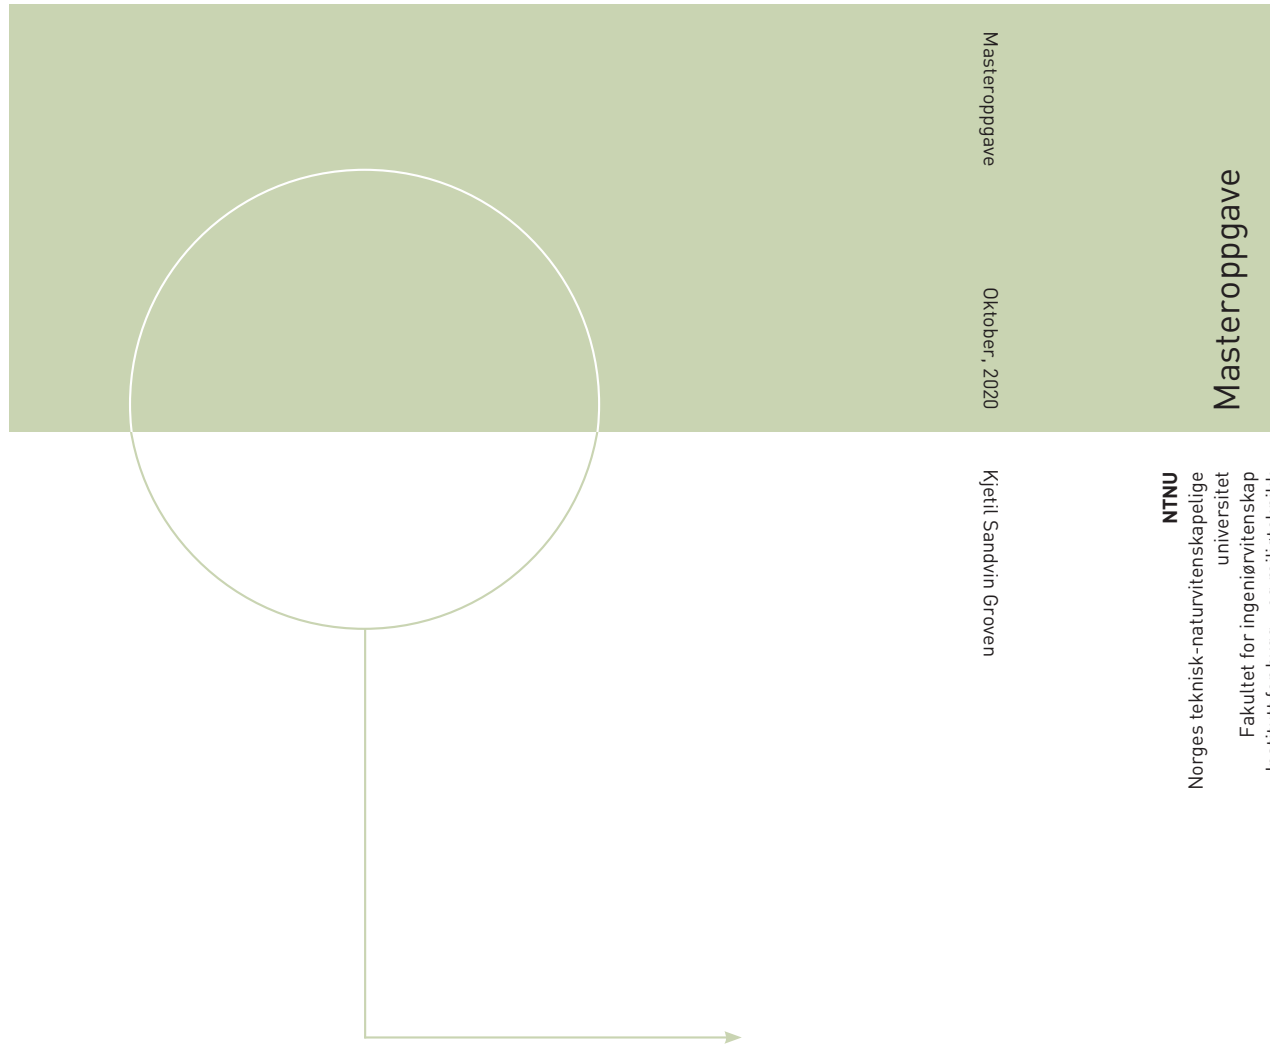 Masteroppgave
Oktober, 2020
Kjetil Sandvin Groven
Masteroppgave
NTNU
Norges teknisk-naturvitenskapelige
universitet
Fakultet for ingeniørvitenskap